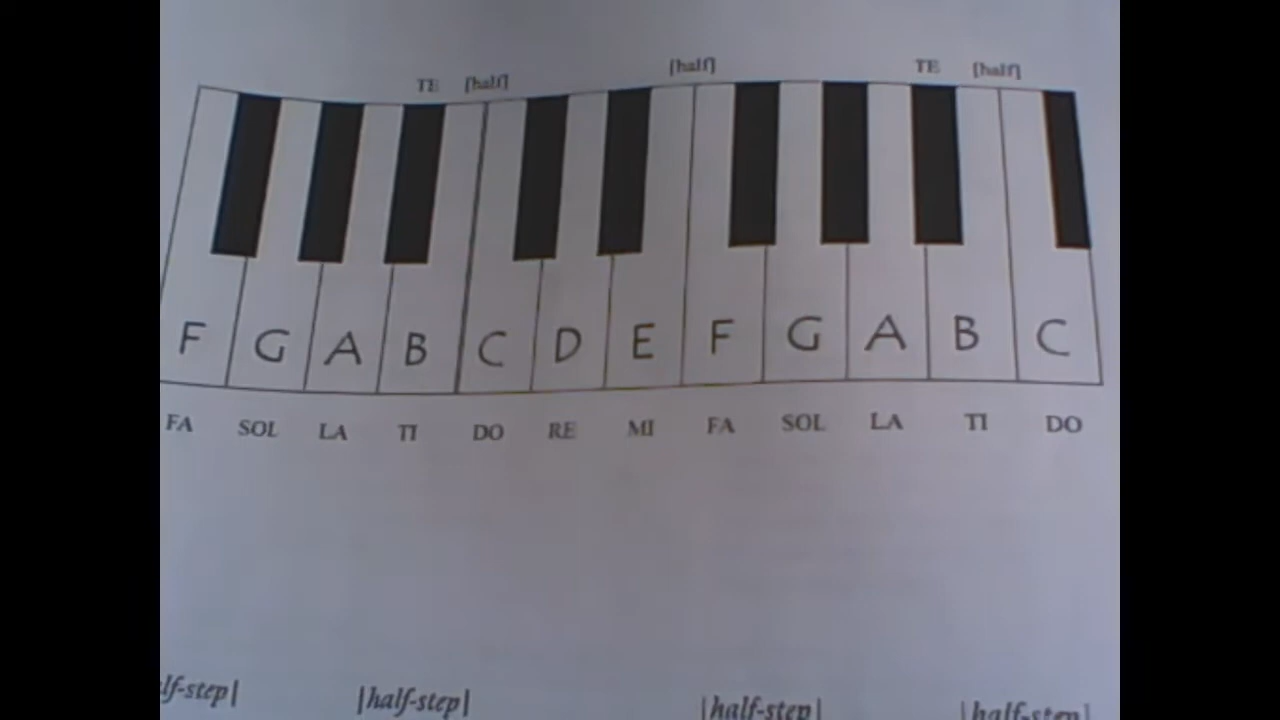 TE [half] [half] TE [half]
F G A B C D E F G A B C
FA SOL LA TI DO RE MI FA SOL LA TI DO
lf-step| |half-step| |half-step| |half-step|